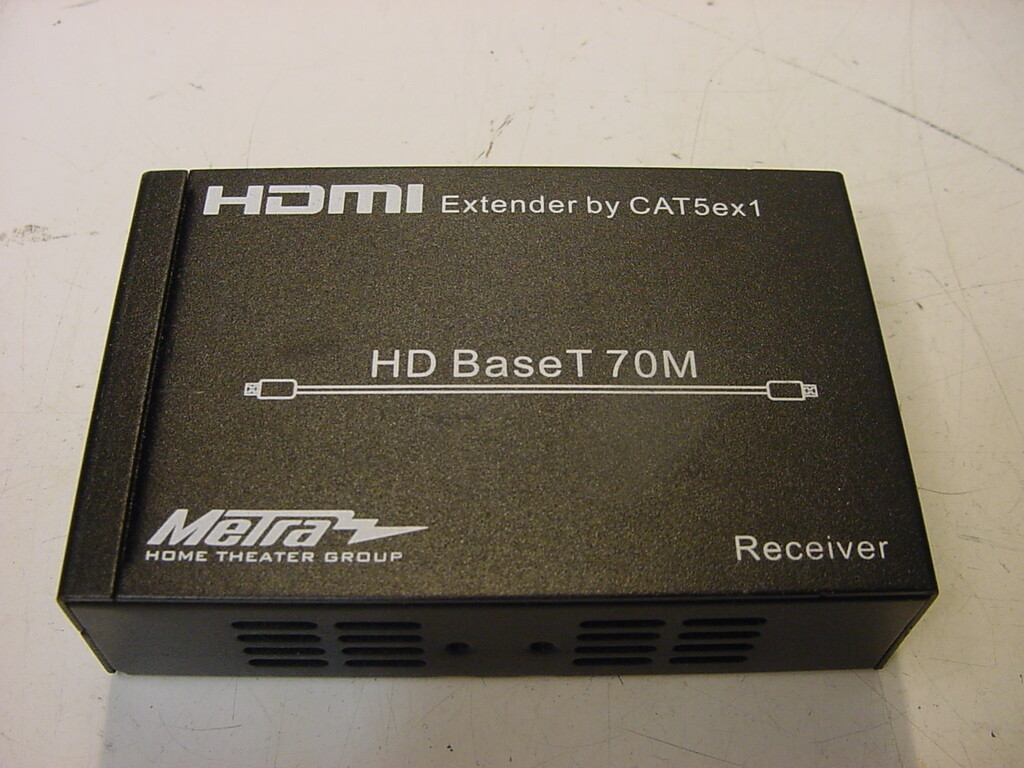 HDMI Extender by CAT5ex1
HD BaseT 70M
Metra
HOME THEATER GROUP
Receiver